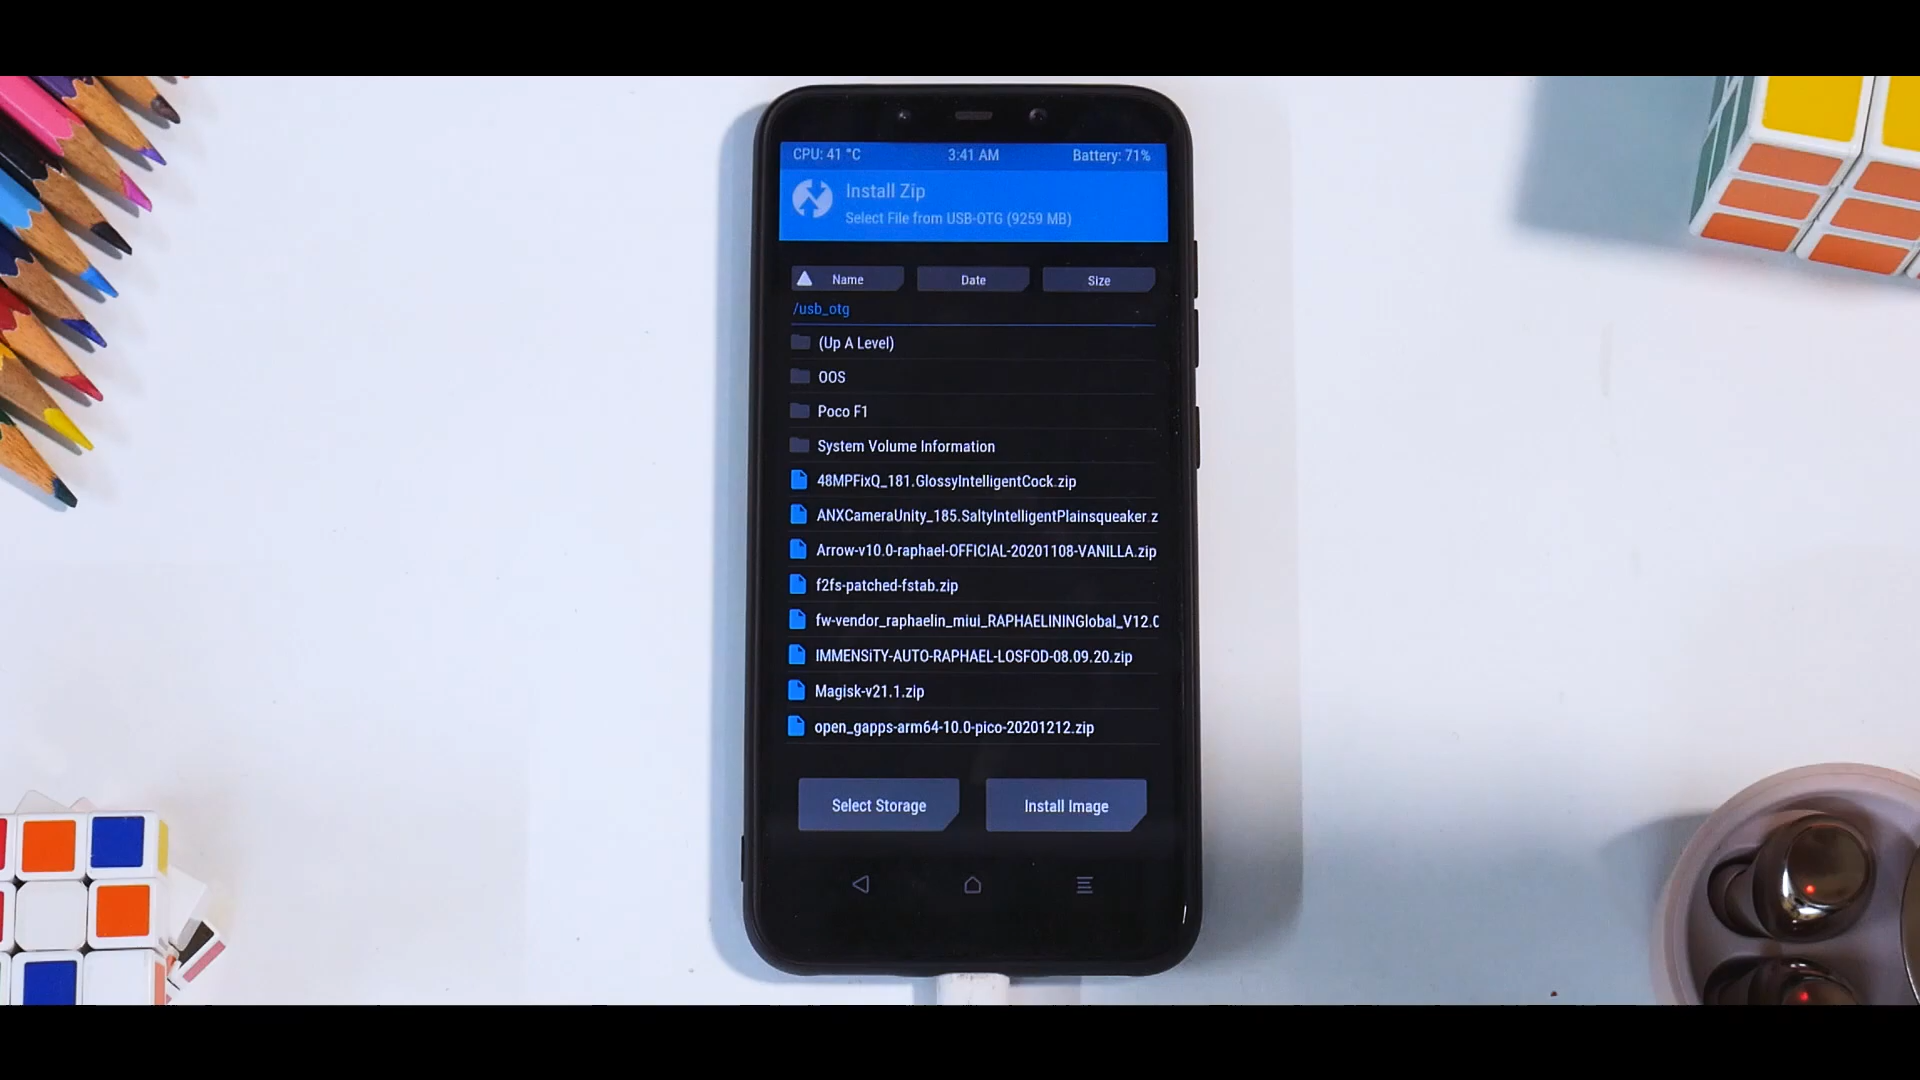 CPU: 41 °C 3:41 AM Battery: 71%
Install Zip
Select File from USB-OTG (9259 MB)
Name Date Size
/usb_otg
(Up A Level)
OOS
Poco F1
System Volume Information
48MPFixQ_181.GlossyIntelligentCock.zip
ANXCameraUnity_185.SaltyIntelligentPlainsqueaker.z
Arrow-v10.0-raphael-OFFICIAL-20201108-VANILLA.zip
f2fs-patched-fstab.zip
fw-vendor_raphaelin_miui_RAPHAELININGlobal_V12.0
IMMENSiTY-AUTO-RAPHAEL-LOSFOD-08.09.20.zip
Magisk-v21.1.zip
open_gapps-arm64-10.0-pico-20201212.zip
Select Storage Install Image